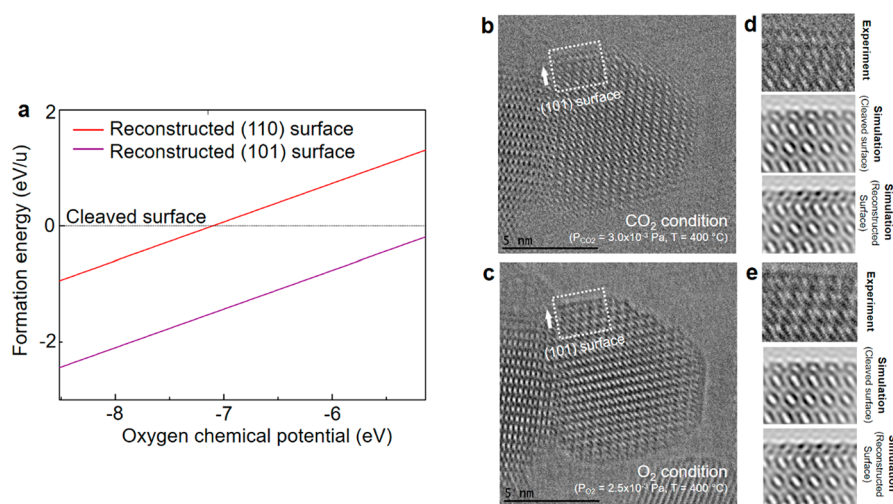 a
2
0
-2
Formation energy (eV/u)
Reconstructed (110) surface
Reconstructed (101) surface
Cleaved surface
-8
-7
-6
Oxygen chemical potential (eV)
b
(101) surface
CO₂ condition
(P_CO2 = 3.0x10⁻³ Pa, T = 400 °C)
5 nm
c
(101) surface
O₂ condition
(P_O2 = 2.5x10⁻³ Pa, T = 400 °C)
5 nm
d
Experiment
Simulation
(Cleaved surface)
Simulation
(Reconstructed
Surface)
e
Experiment
Simulation
(Cleaved surface)
Simulation
(Reconstructed
Surface)